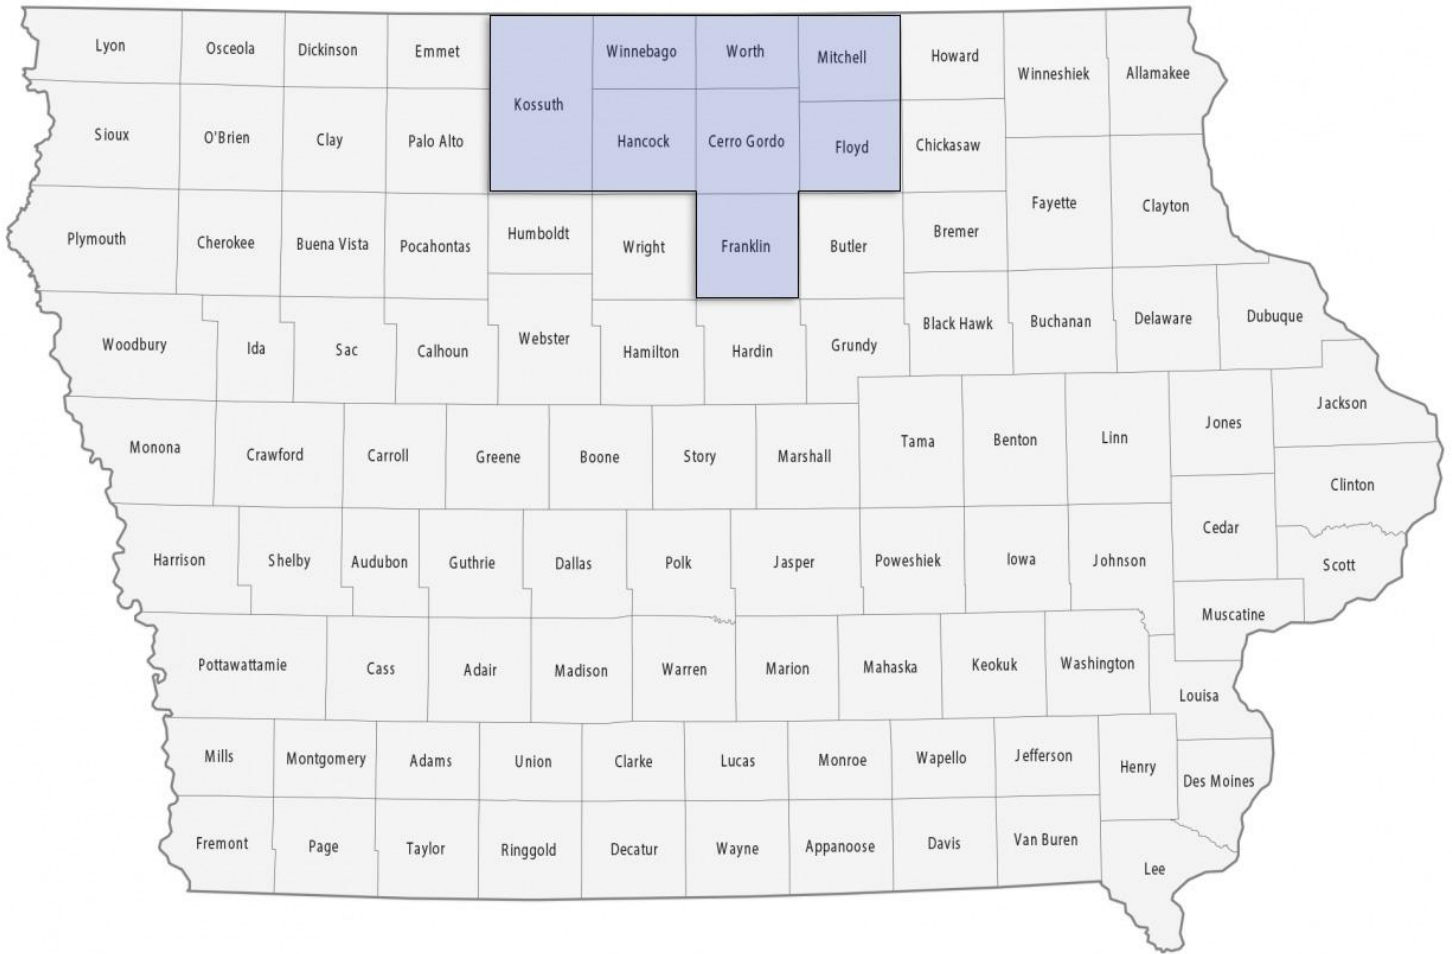 Lyon
Osceola
Dickinson
Emmet
Kossuth
Winnebago
Worth
Mitchell
Howard
Winneshiek
Allamakee
Sioux
O'Brien
Clay
Palo Alto
Hancock
Cerro Gordo
Floyd
Chickasaw
Fayette
Clayton
Plymouth
Cherokee
Buena Vista
Pocahontas
Humboldt
Wright
Franklin
Butler
Bremer
Woodbury
Ida
Sac
Calhoun
Webster
Hamilton
Hardin
Grundy
Black Hawk
Buchanan
Delaware
Dubuque
Monona
Crawford
Carroll
Greene
Boone
Story
Marshall
Tama
Benton
Linn
Jones
Jackson
Clinton
Cedar
Harrison
Shelby
Audubon
Guthrie
Dallas
Polk
Jasper
Poweshiek
Iowa
Johnson
Scott
Muscatine
Pottawattamie
Cass
Adair
Madison
Warren
Marion
Mahaska
Keokuk
Washington
Louisa
Mills
Montgomery
Adams
Union
Clarke
Lucas
Monroe
Wapello
Jefferson
Henry
Des Moines
Fremont
Page
Taylor
Ringgold
Decatur
Wayne
Appanoose
Davis
Van Buren
Lee